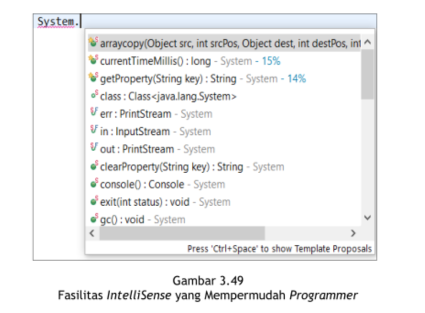 System.
arraycopy(Object src, int srcPos, Object dest, int destPos, int
currentTimeMillis() : long - System - 15%
getProperty(String key) : String - System - 14%
class : Class<java.lang.System>
err : PrintStream - System
in : InputStream - System
out : PrintStream - System
clearProperty(String key) : String - System
console() : Console - System
exit(int status) : void - System
gc() : void - System
Press 'Ctrl+Space' to show Template Proposals
Gambar 3.49
Fasilitas IntelliSense yang Mempermudah Programmer